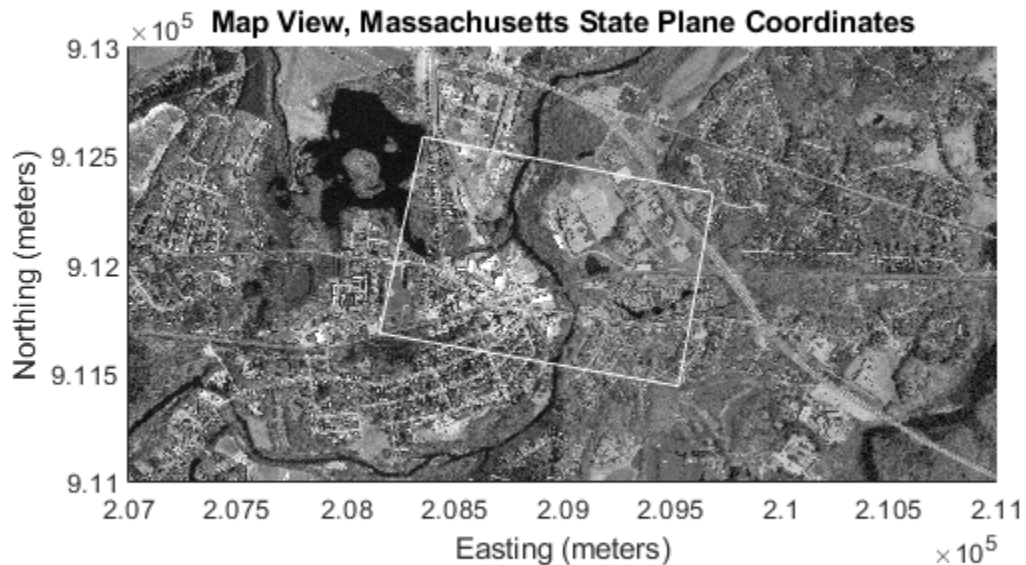 Map View, Massachusetts State Plane Coordinates
× 10^5
9.13
9.125
9.12
9.115
9.11
Northing (meters)
2.07 2.075 2.08 2.085 2.09 2.095 2.1 2.105 2.11
Easting (meters)
× 10^5